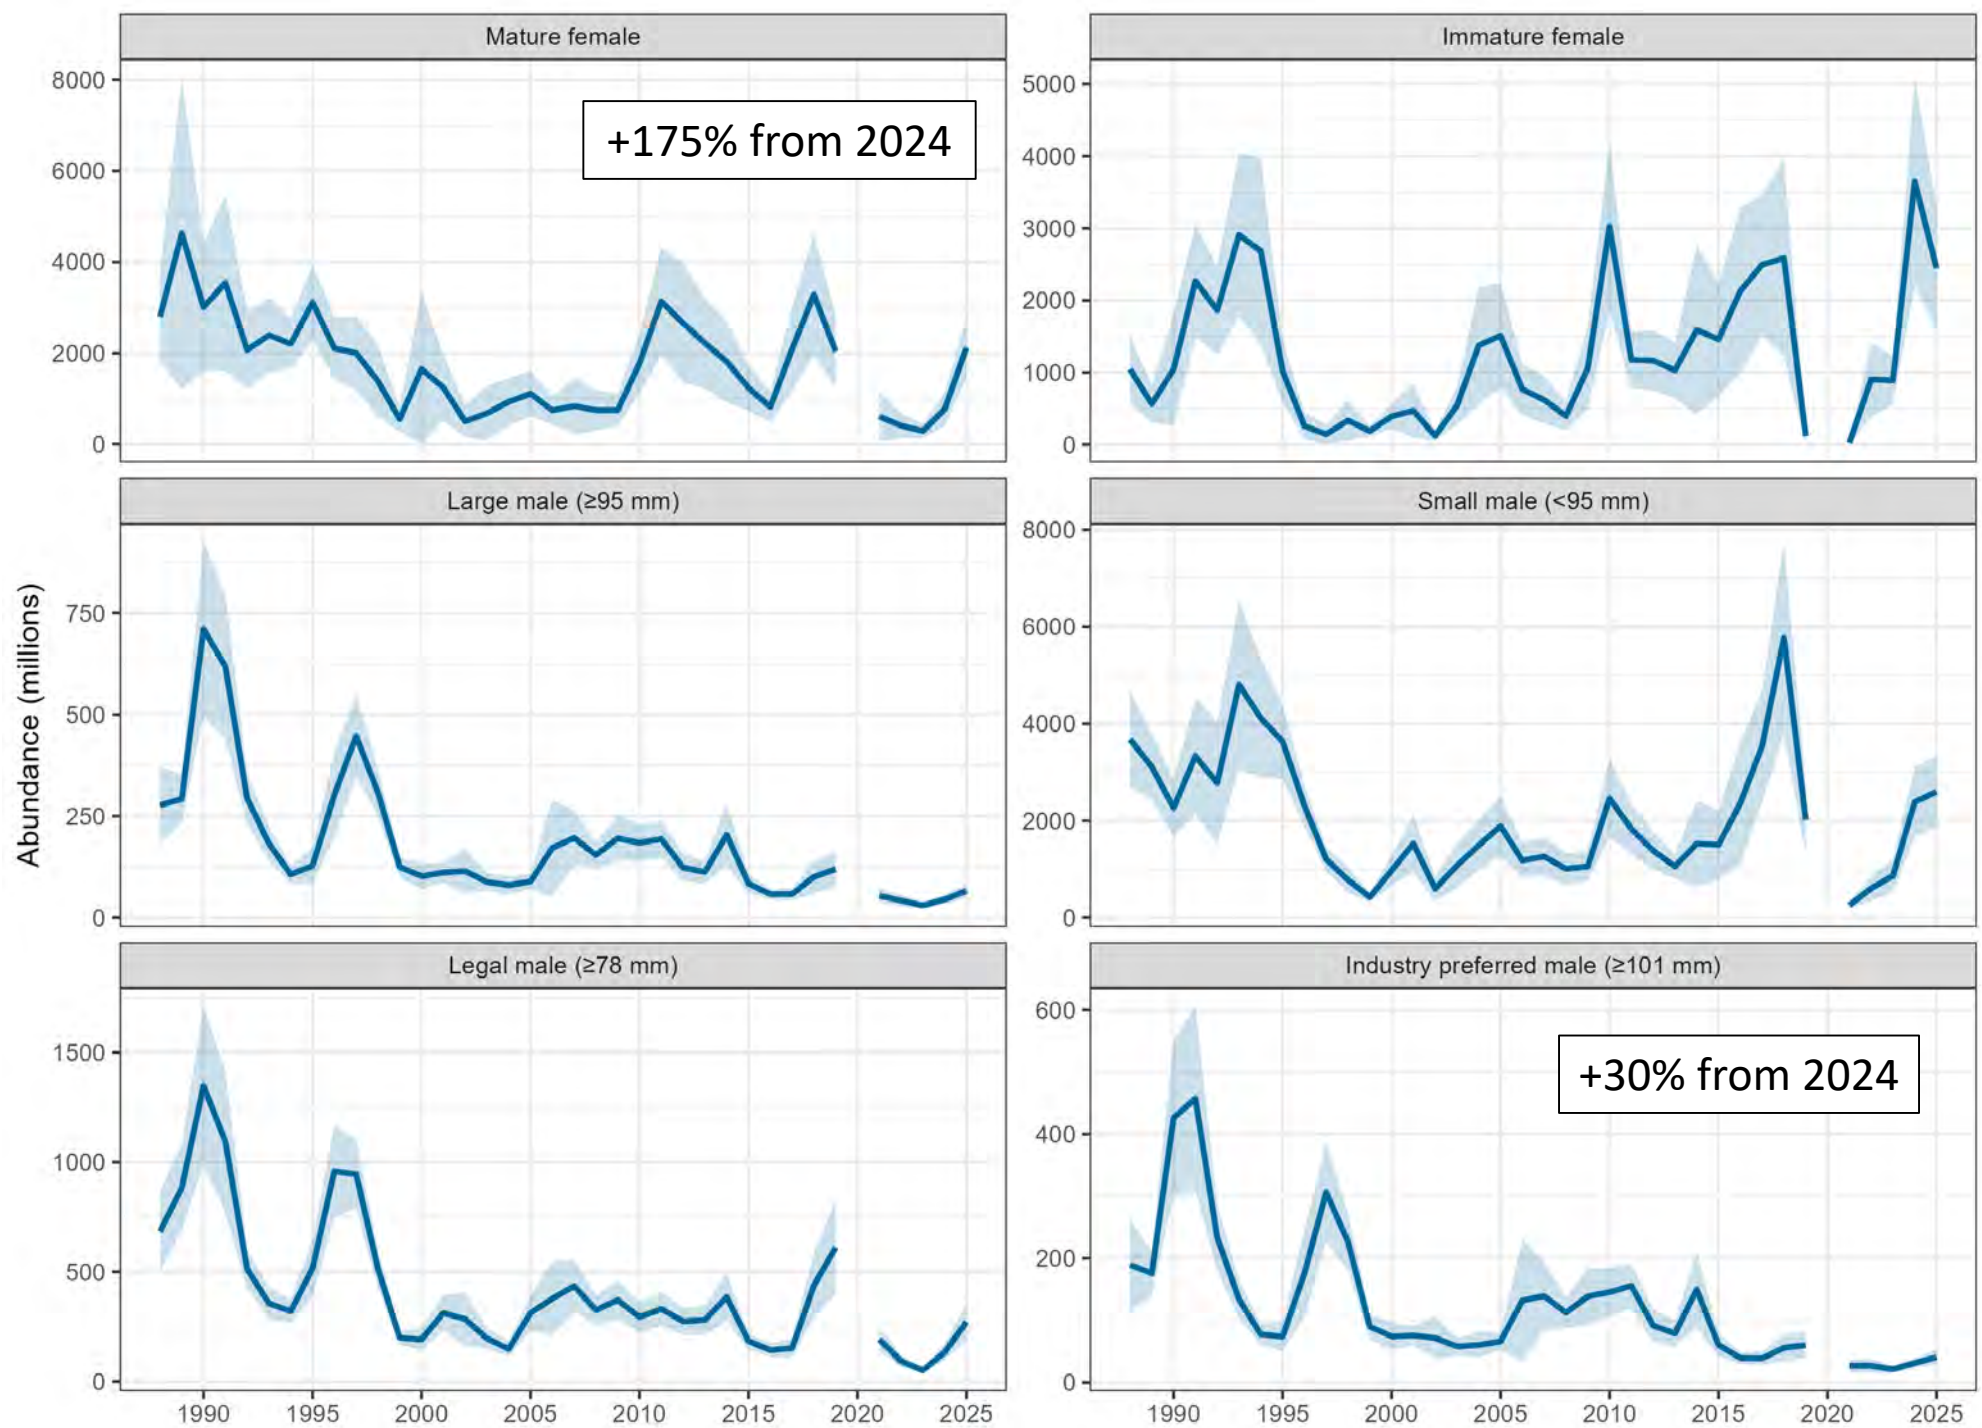 Mature female
Immature female
8000
6000
4000
2000
0
+175% from 2024
5000
4000
3000
2000
1000
0
Large male (≥95 mm)
Small male (<95 mm)
Abundance (millions)
750
500
250
0
8000
6000
4000
2000
0
Legal male (≥78 mm)
Industry preferred male (≥101 mm)
1500
1000
500
0
600
400
200
0
+30% from 2024
1990 1995 2000 2005 2010 2015 2020 2025
1990 1995 2000 2005 2010 2015 2020 2025